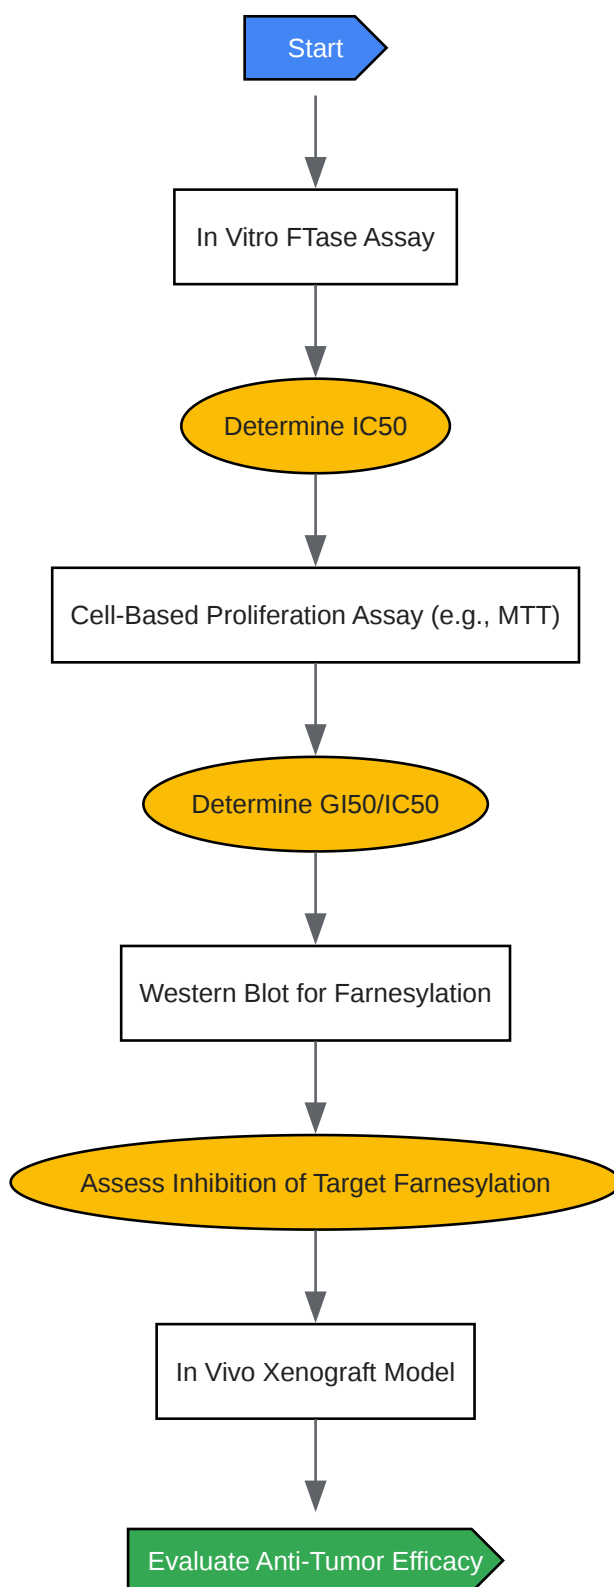 Start
In Vitro FTase Assay
Determine IC50
Cell-Based Proliferation Assay (e.g., MTT)
Determine GI50/IC50
Western Blot for Farnesylation
Assess Inhibition of Target Farnesylation
In Vivo Xenograft Model
Evaluate Anti-Tumor Efficacy